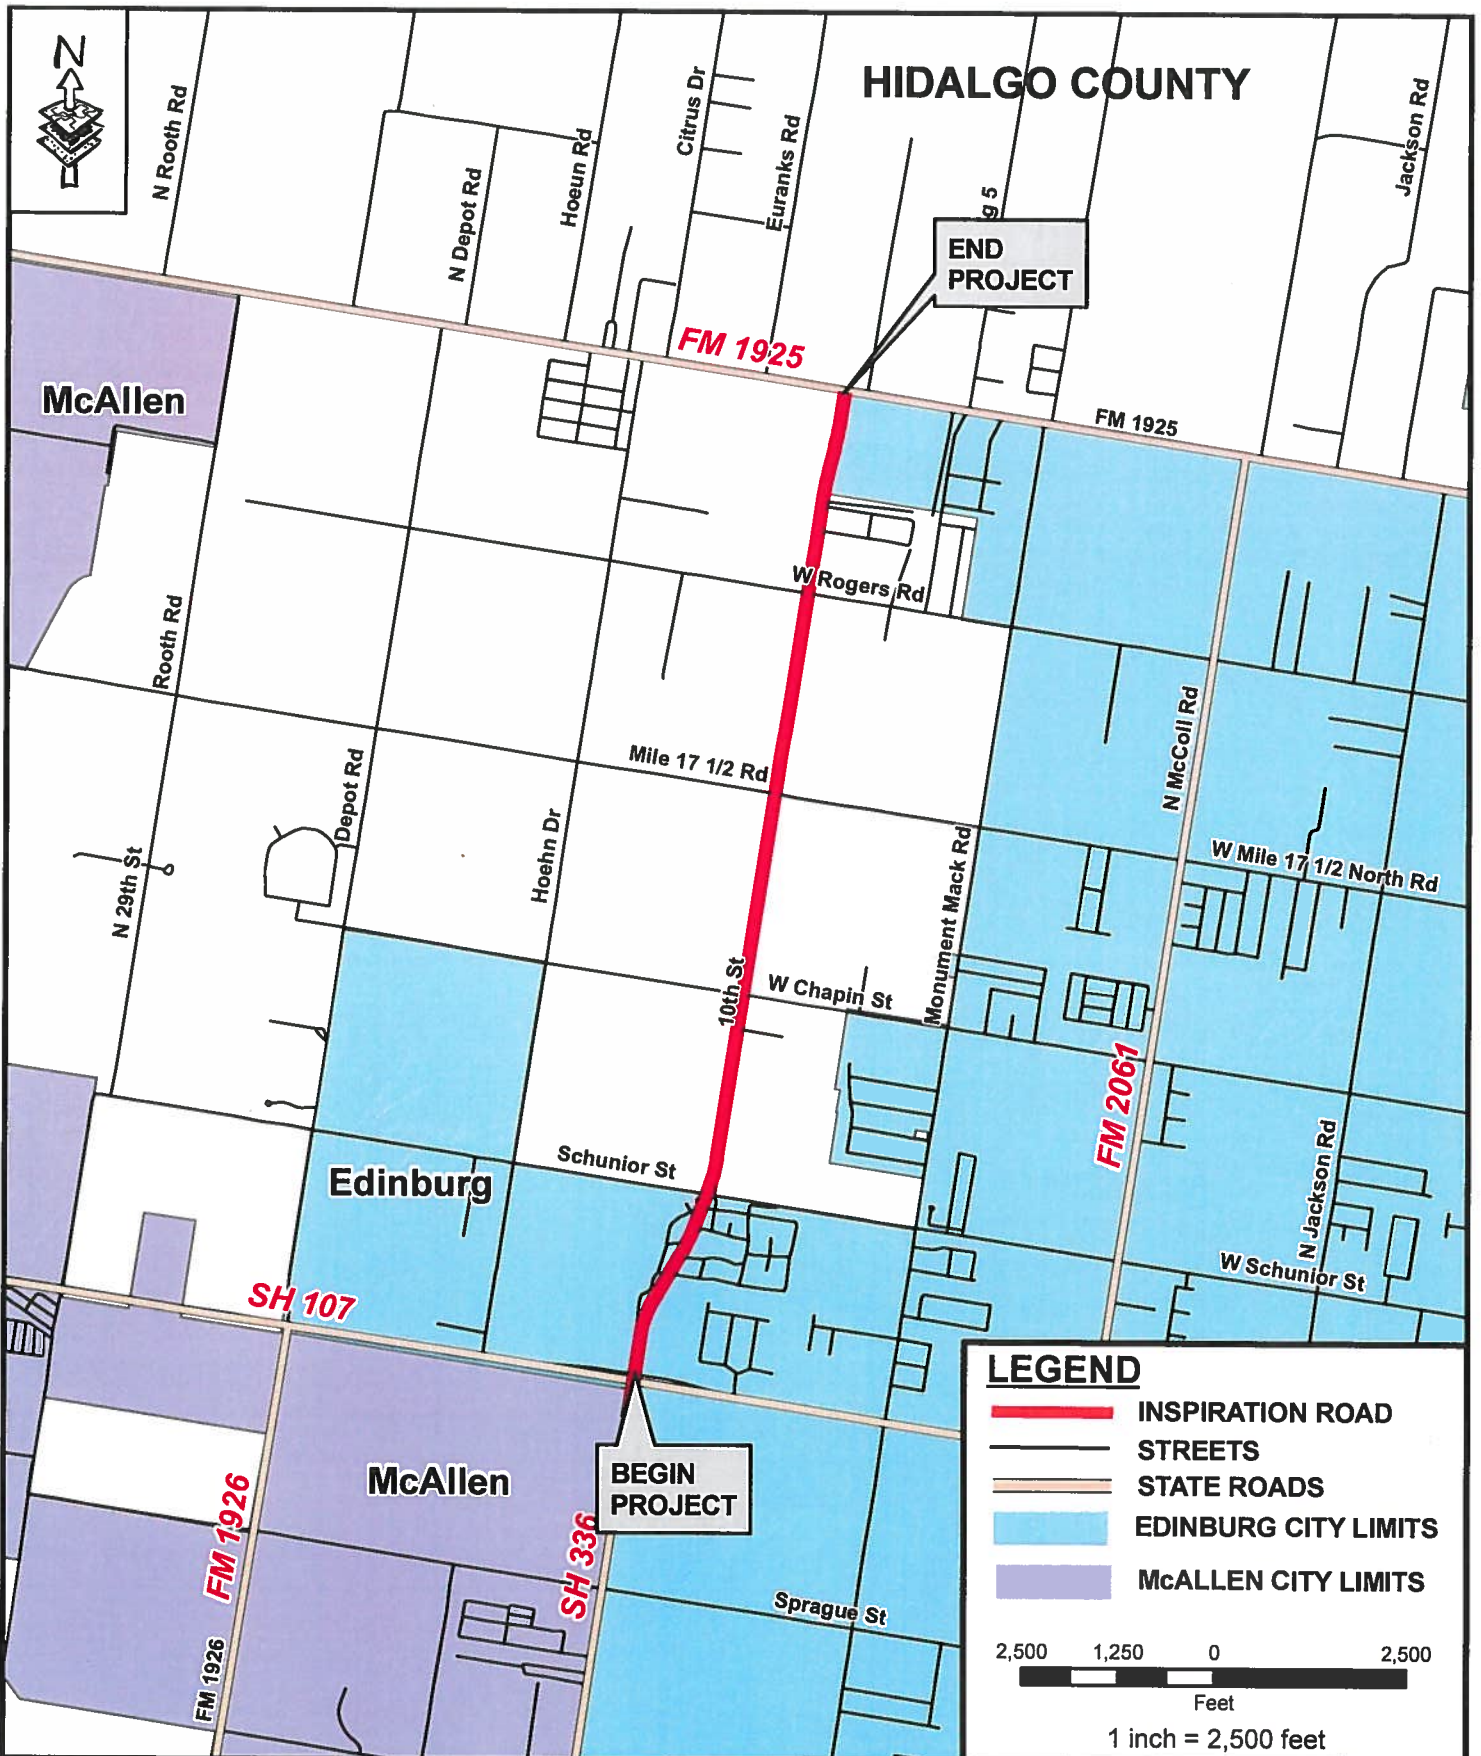 N
HIDALGO COUNTY
N Rooth Rd
N Depot Rd
Hoeun Rd
Citrus Dr
Euranks Rd
g 5
Jackson Rd
END
PROJECT
FM 1925
McAllen
FM 1925
W Rogers Rd
Rooth Rd
Mile 17 1/2 Rd
N McColl Rd
Depot Rd
Hoehn Dr
N 29th St
Monument Mack Rd
W Mile 17 1/2 North Rd
10th St
W Chapin St
FM 2061
Schunior St
Edinburg
N Jackson Rd
W Schunior St
SH 107
McAllen
BEGIN
PROJECT
FM 1926
SH 336
Sprague St
FM 1926
LEGEND
INSPIRATION ROAD
STREETS
STATE ROADS
EDINBURG CITY LIMITS
McALLEN CITY LIMITS
2,500 1,250 0 2,500
Feet
1 inch = 2,500 feet